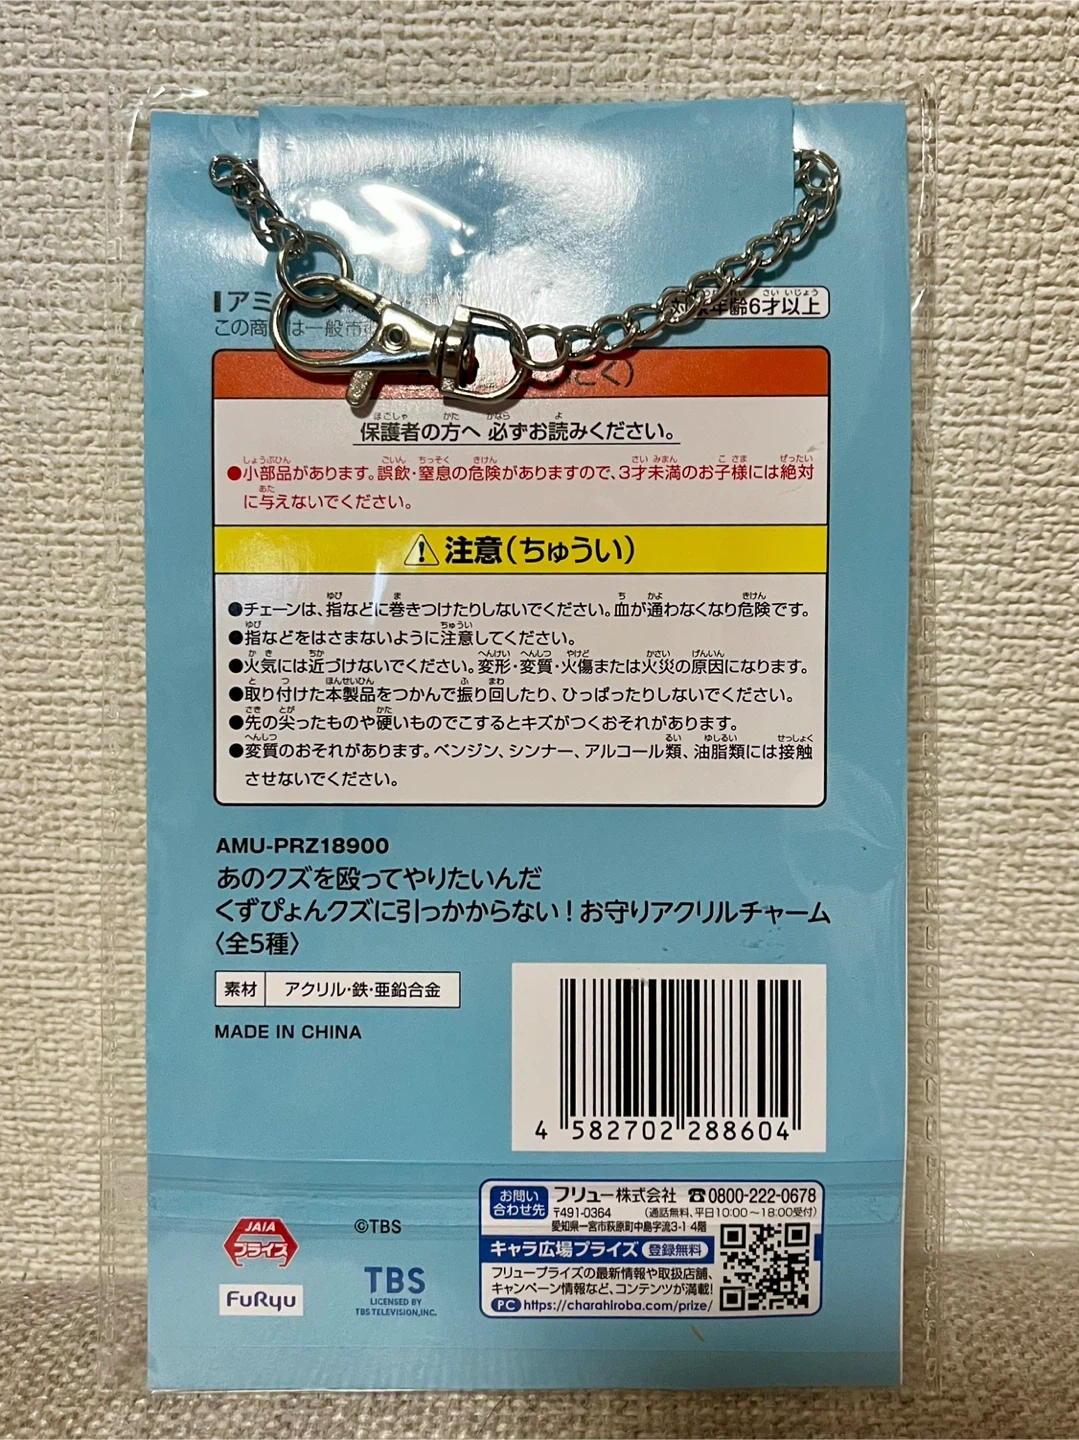 アミ
対象年齢6才以上
この商品は一般市
保護者の方へ 必ずお読みください。
●小部品があります。誤飲・窒息の危険がありますので、3才未満のお子様には絶対
に与えないでください。
⚠注意(ちゅうい)
●チェーンは、指などに巻きつけたりしないでください。血が通わなくなり危険です。
●指などをはさまないように注意してください。
●火気には近づけないでください。変形・変質・火傷または火災の原因になります。
●取り付けた本製品をつかんで振り回したり、ひっぱったりしないでください。
●先の尖ったものや硬いものでこするとキズがつくおそれがあります。
●変質のおそれがあります。ベンジン、シンナー、アルコール類、油脂類には接触
させないでください。
AMU-PRZ18900
あのクズを殴ってやりたいんだ
くずぴょんクズに引っかからない！お守りアクリルチャーム
〈全5種〉
素材 アクリル・鉄・亜鉛合金
MADE IN CHINA
4 582702 288604
JAIA
プライズ
FuRyu
©TBS
TBS
LICENSED BY
TBS TELEVISION,INC.
お問い合わせ先 フリュー株式会社 ☎0800-222-0678
〒491-0364 (通話無料、平日10:00～18:00受付)
愛知県一宮市萩原町中島字流3-1 4階
キャラ広場プライズ 登録無料
フリュープライズの最新情報や取扱店舗、
キャンペーン情報など、コンテンツが満載!
PC https://charahiroba.com/prize/